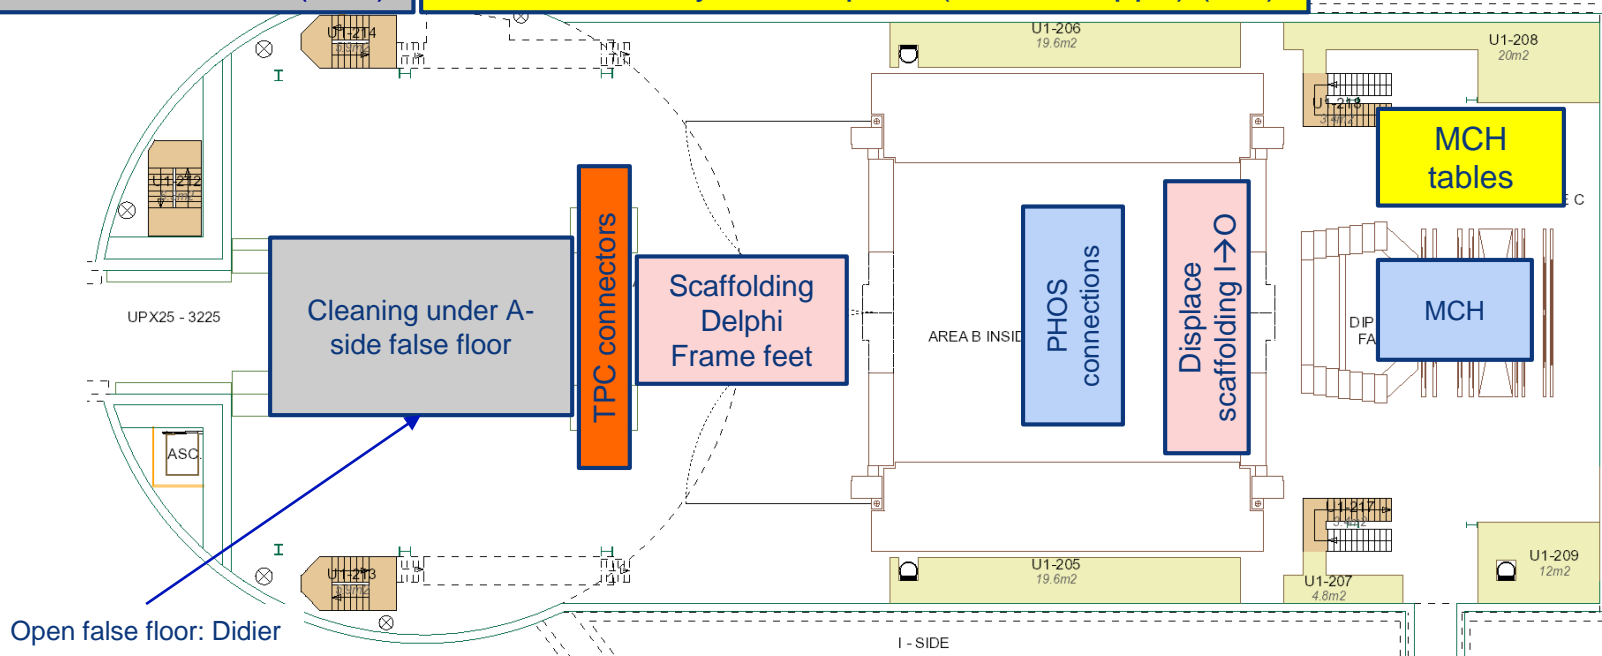 U1-214
U1-206
19.6m2
U1-208
20m2
U1-218
MCH
tables
E C
U1-212
TPC connectors
Cleaning under A-
side false floor
Scaffolding
Delphi
Frame feet
PHOS
connections
Displace
scaffolding I→O
MCH
UPX25 - 3225
AREA B INSID
DIP
FA
ASC.
U1-217
U1-213
U1-205
19.6m2
U1-207
4.8m2
U1-209
12m2
Open false floor: Didier
I - SIDE